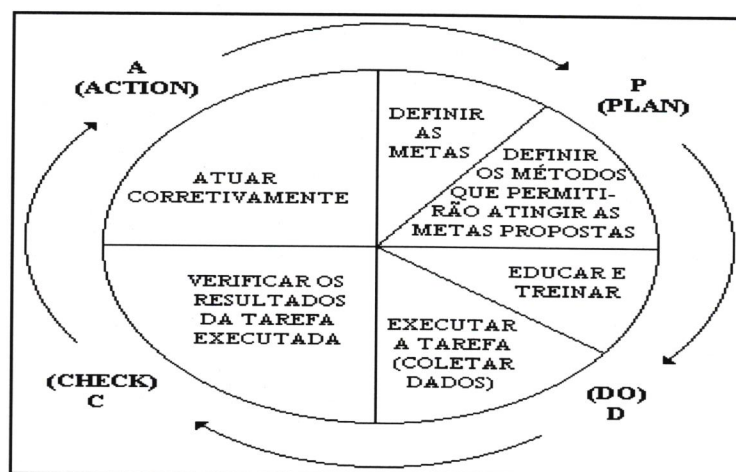 A
(ACTION)
P
(PLAN)
DEFINIR
AS
METAS
DEFINIR
OS MÉTODOS
QUE PERMITI-
RÃO ATINGIR AS
METAS PROPOSTAS
EDUCAR E
TREINAR
EXECUTAR
A TAREFA
(COLETAR
DADOS)
(DO)
D
VERIFICAR OS
RESULTADOS
DA TAREFA
EXECUTADA
(CHECK)
C
ATUAR
CORRETIVAMENTE